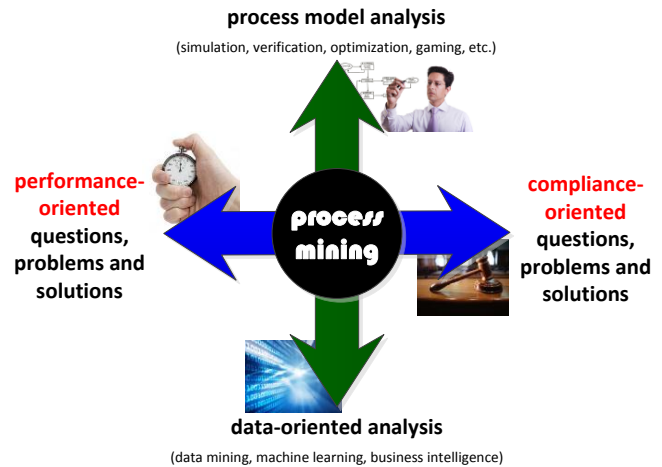 process model analysis
(simulation, verification, optimization, gaming, etc.)
performance-
oriented
questions,
problems and
solutions
process
mining
compliance-
oriented
questions,
problems and
solutions
data-oriented analysis
(data mining, machine learning, business intelligence)